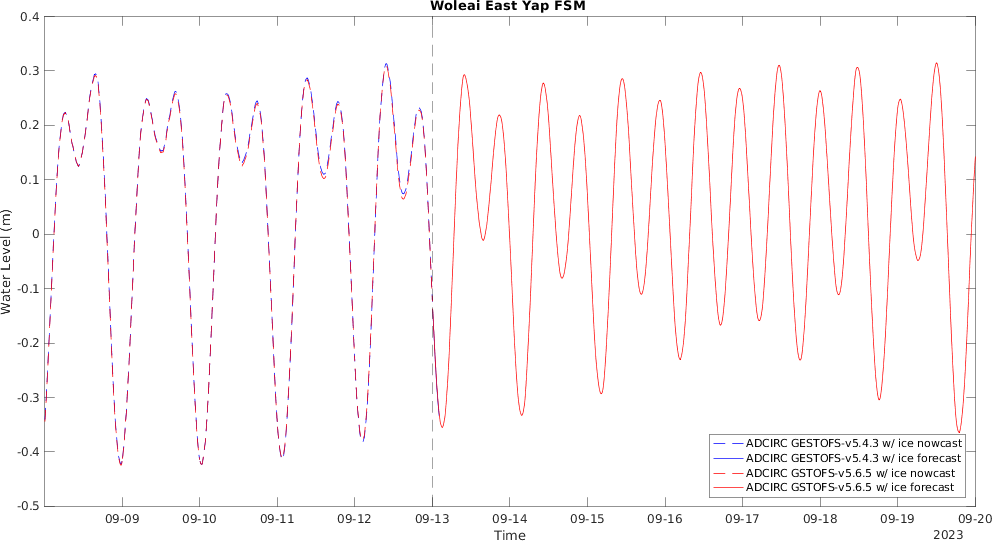 Woleai East Yap FSM
0.4
0.3
0.2
0.1
0
-0.1
-0.2
-0.3
-0.4
-0.5
Water Level (m)
ADCIRC GESTOFS-v5.4.3 w/ ice nowcast
ADCIRC GESTOFS-v5.4.3 w/ ice forecast
ADCIRC GSTOFS-v5.6.5 w/ ice nowcast
ADCIRC GSTOFS-v5.6.5 w/ ice forecast
09-09 09-10 09-11 09-12 09-13 09-14 09-15 09-16 09-17 09-18 09-19 09-20
Time
2023